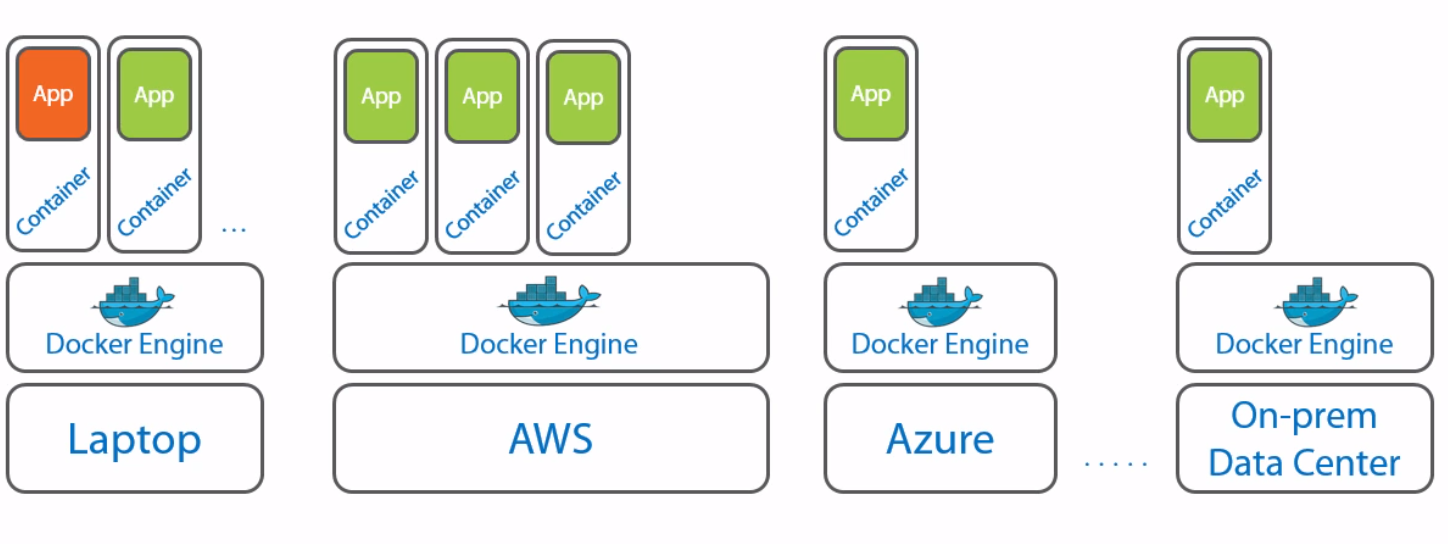 App
App
App
App
App
App
App
Container
Container
...
Container
Container
Container
Container
Container
Docker Engine
Docker Engine
Docker Engine
Docker Engine
Laptop
AWS
Azure
.....
On-prem
Data Center